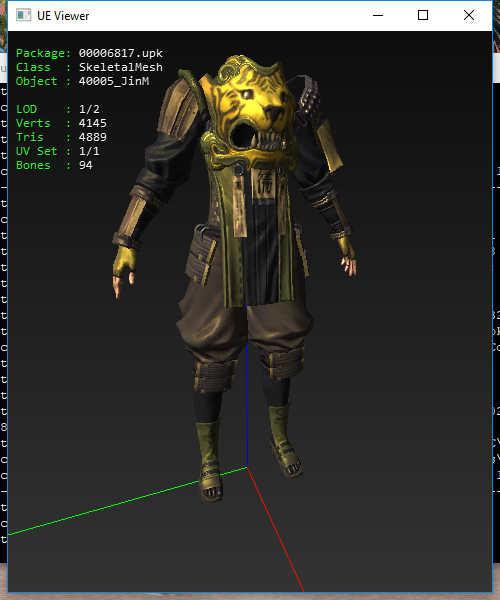 UE Viewer
Package: 00006817.upk
Class : SkeletalMesh
Object : 40005_JinM
LOD : 1/2
Verts : 4145
Tris : 4889
UV Set : 1/1
Bones : 94